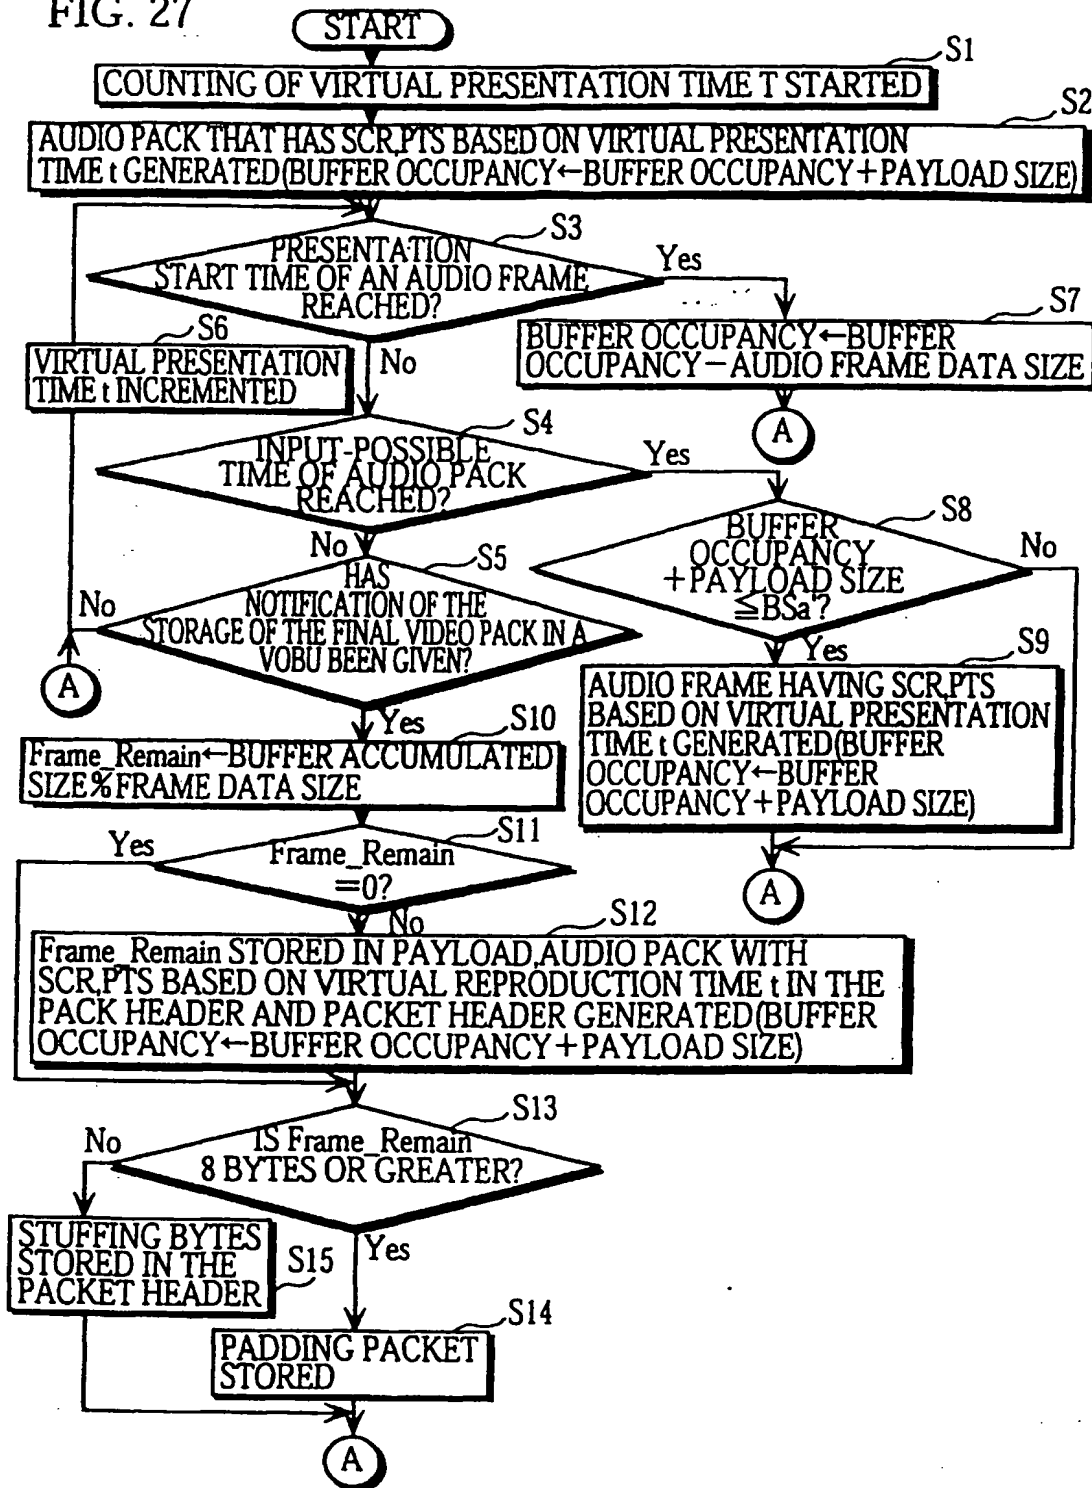 FIG. 27
START
S1
COUNTING OF VIRTUAL PRESENTATION TIME T STARTED
S2
AUDIO PACK THAT HAS SCR,PTS BASED ON VIRTUAL PRESENTATION
TIME t GENERATED(BUFFER OCCUPANCY←BUFFER OCCUPANCY+PAYLOAD SIZE)
S3
PRESENTATION
START TIME OF AN AUDIO FRAME
REACHED?
Yes
No
S6
VIRTUAL PRESENTATION
TIME t INCREMENTED
S7
BUFFER OCCUPANCY←BUFFER
OCCUPANCY－AUDIO FRAME DATA SIZE
A
S4
INPUT-POSSIBLE
TIME OF AUDIO PACK
REACHED?
Yes
No
S8
BUFFER
OCCUPANCY
+PAYLOAD SIZE
≦BSa'?
No
Yes
S5
HAS
NOTIFICATION OF THE
STORAGE OF THE FINAL VIDEO PACK IN A
VOBU BEEN GIVEN?
No
A
Yes
S9
AUDIO FRAME HAVING SCR,PTS
BASED ON VIRTUAL PRESENTATION
TIME t GENERATED(BUFFER
OCCUPANCY←BUFFER
OCCUPANCY+PAYLOAD SIZE)
A
S10
Frame_Remain←BUFFER ACCUMULATED
SIZE%FRAME DATA SIZE
S11
Frame_Remain
=0?
Yes
No
S12
Frame_Remain STORED IN PAYLOAD,AUDIO PACK WITH
SCR,PTS BASED ON VIRTUAL REPRODUCTION TIME t IN THE
PACK HEADER AND PACKET HEADER GENERATED(BUFFER
OCCUPANCY←BUFFER OCCUPANCY+PAYLOAD SIZE)
S13
IS Frame_Remain
8 BYTES OR GREATER?
No
Yes
STUFFING BYTES
STORED IN THE
PACKET HEADER
S15
S14
PADDING PACKET
STORED
A